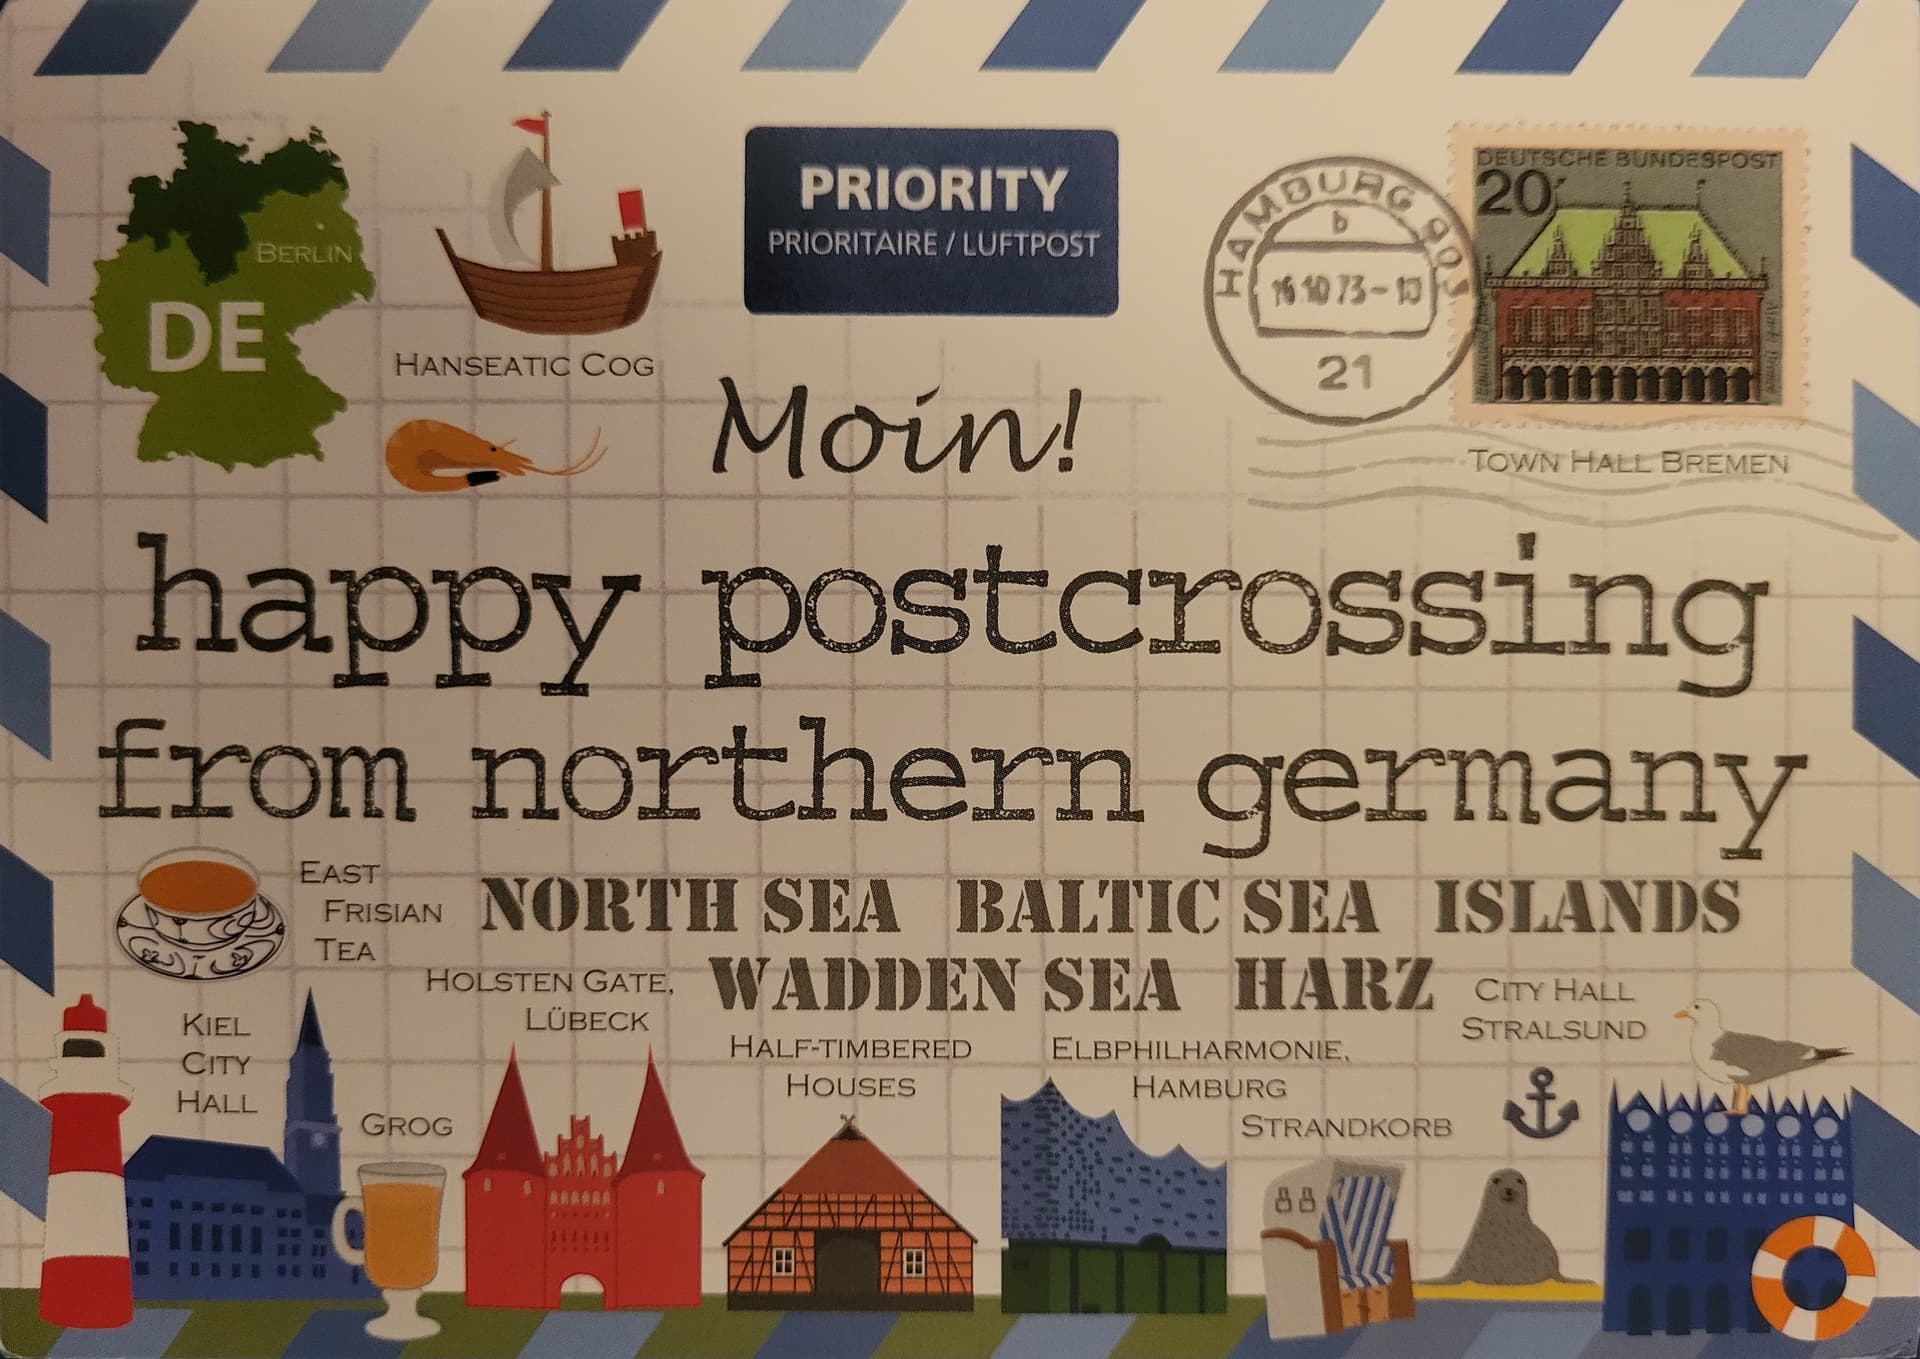 PRIORITY
PRIORITAIRE / LUFTPOST
HAMBURG
b
16.10.73-10
21
DEUTSCHE BUNDESPOST
20
BERLIN
DE
HANSEATIC COG
Moin!
TOWN HALL BREMEN
happy postcrossing
from northern germany
EAST
FRISIAN
TEA
NORTH SEA BALTIC SEA ISLANDS
WADDEN SEA HARZ
HOLSTEN GATE,
LÜBECK
CITY HALL
STRALSUND
KIEL
CITY
HALL
HALF-TIMBERED
HOUSES
ELBPHILHARMONIE,
HAMBURG
GROG
STRANDKORB